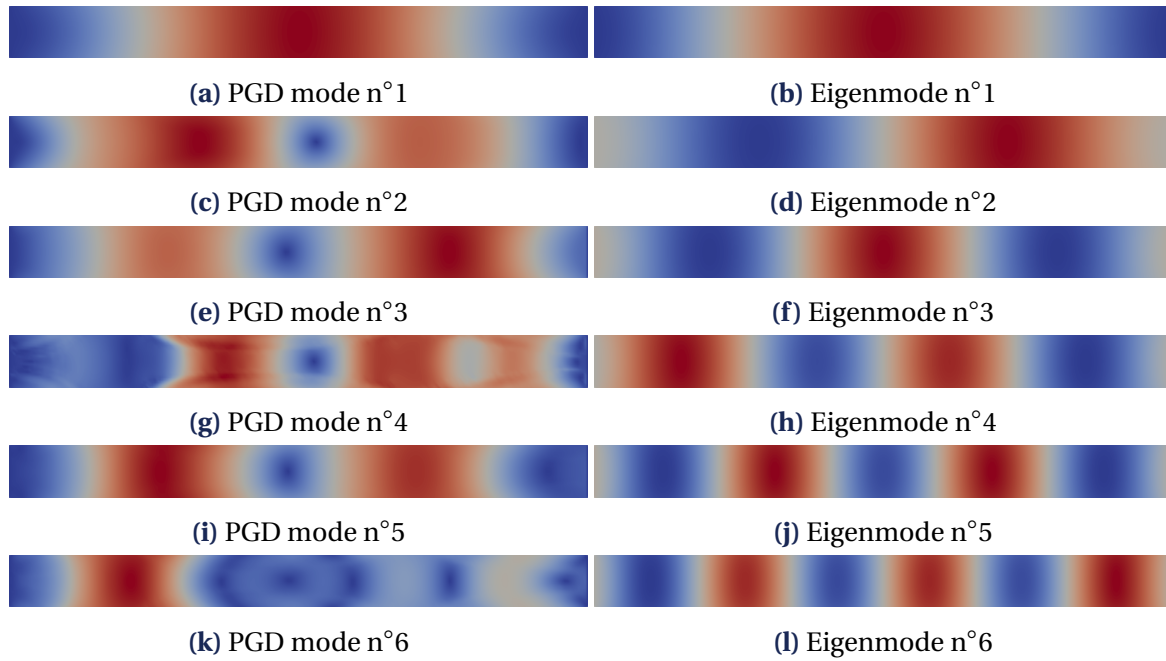 (a) PGD mode n°1
(b) Eigenmode n°1
(c) PGD mode n°2
(d) Eigenmode n°2
(e) PGD mode n°3
(f) Eigenmode n°3
(g) PGD mode n°4
(h) Eigenmode n°4
(i) PGD mode n°5
(j) Eigenmode n°5
(k) PGD mode n°6
(l) Eigenmode n°6